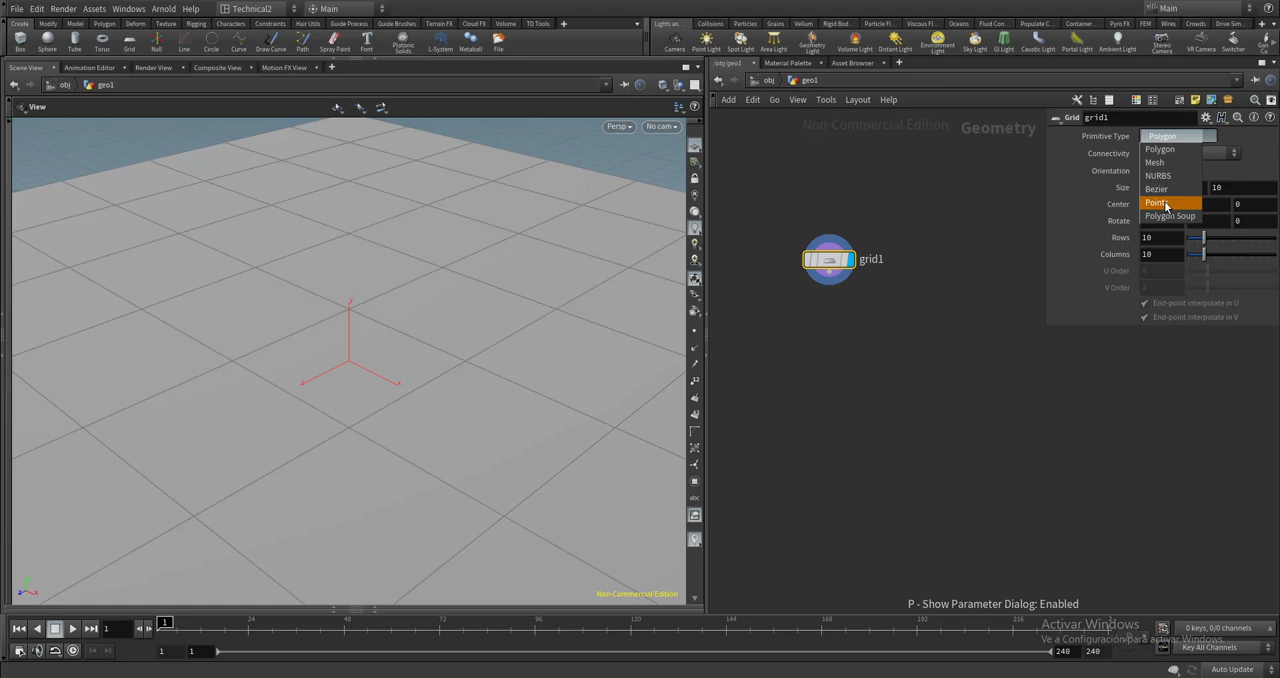 File Edit Render Assets Windows Arnold Help Technical2 Main Main
Create Modify Model Polygon Deform Texture Rigging Characters Constraints Hair Utils Guide Process Guide Brushes Terrain FX Cloud FX Volume TD Tools
Lights an... Collisions Particles Grains Vellum Rigid Bod... Particle Fl... Viscous Fl... Oceans Fluid Con... Populate C... Container... Pyro FX FEM Wires Crowds Drive Sim...
Box Sphere Tube Torus Grid Null Line Circle Curve Draw Curve Path Spray Paint Font Platonic Solids L-System Metaball File
Camera Point Light Spot Light Area Light Geometry Light Volume Light Distant Light Environment Light Sky Light GI Light Caustic Light Portal Light Ambient Light Stereo Camera VR Camera Switcher
Scene View Animation Editor Render View Composite View Motion FX View
/obj/geo1 Material Palette Asset Browser
obj geo1
obj geo1
View
Add Edit Go View Tools Layout Help
Persp No cam
Non-Commercial Edition Geometry
Grid grid1
Primitive Type Polygon
Polygon
Mesh
NURBS
Bezier
Points
Polygon Soup
Connectivity
Orientation
Size 10
Center 0
Rotate 0
Rows 10
Columns 10
U Order 4
V Order 4
End-point interpolate in U
End-point interpolate in V
grid1
y
z x
abc
Non-Commercial Edition
P - Show Parameter Dialog: Enabled
1 1 24 48 72 96 120 144 168 192 216
Activar Windows
Ve a Configuración para activar Windows.
0 keys, 0/0 channels
1 1 240 240 Key All Channels
Auto Update